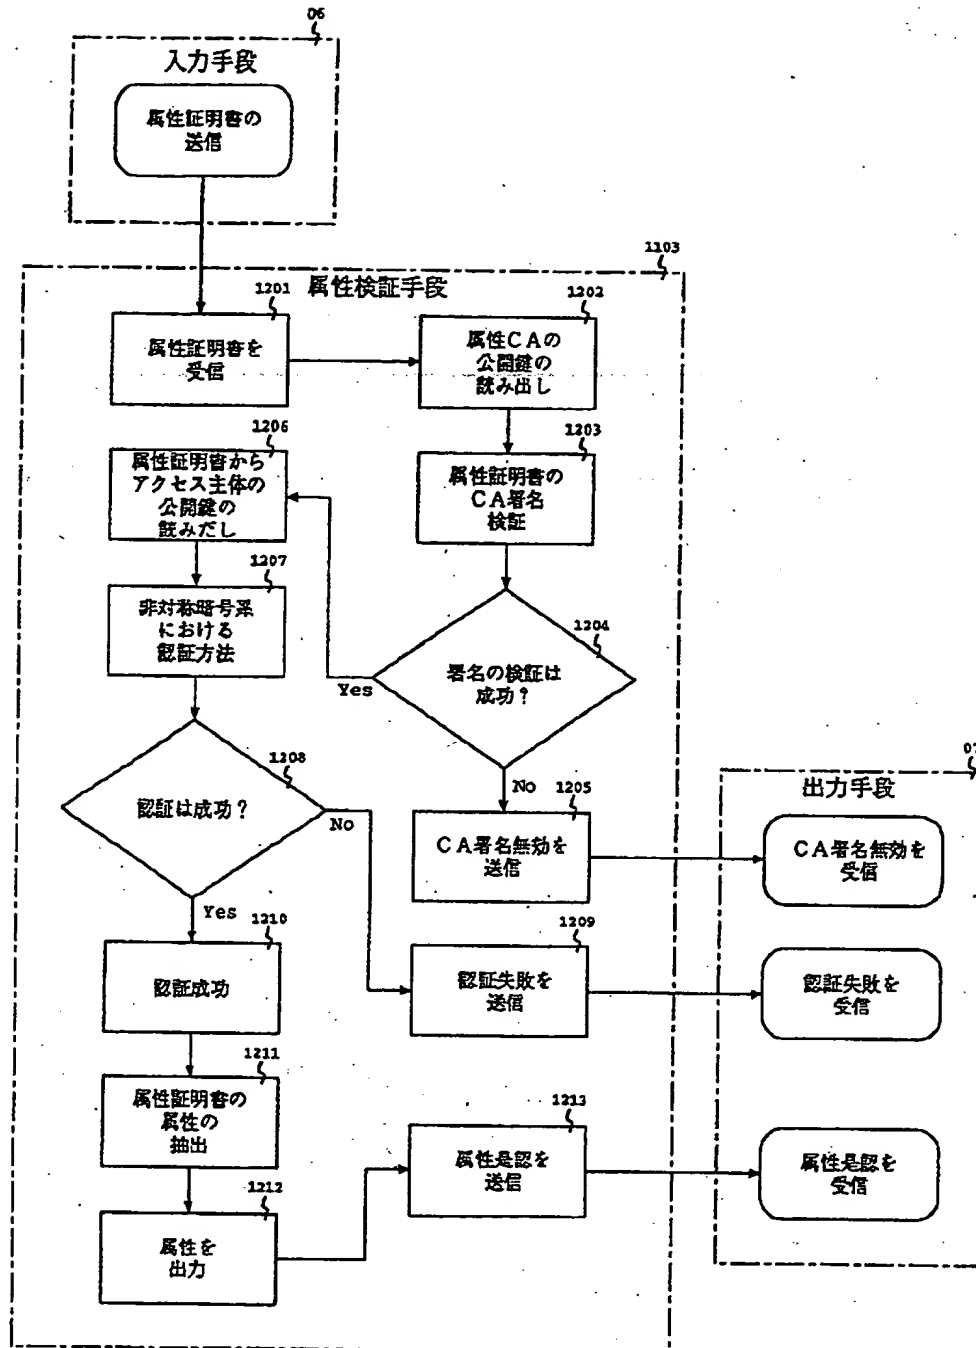 06
入力手段
属性証明書の
送信
1103
属性検証手段
1201
属性証明書を
受信
1202
属性CAの
公開鍵の
読み出し
1206
属性証明書から
アクセス主体の
公開鍵の
読みだし
1203
属性証明書の
CA署名
検証
1207
非対称暗号系
における
認証方法
1204
署名の検証は
成功?
Yes
No
1208
認証は成功?
No
Yes
1205
CA署名無効を
送信
07
出力手段
CA署名無効を
受信
1210
認証成功
1209
認証失敗を
送信
認証失敗を
受信
1211
属性証明書の
属性の
抽出
1213
属性是認を
送信
属性是認を
受信
1212
属性を
出力